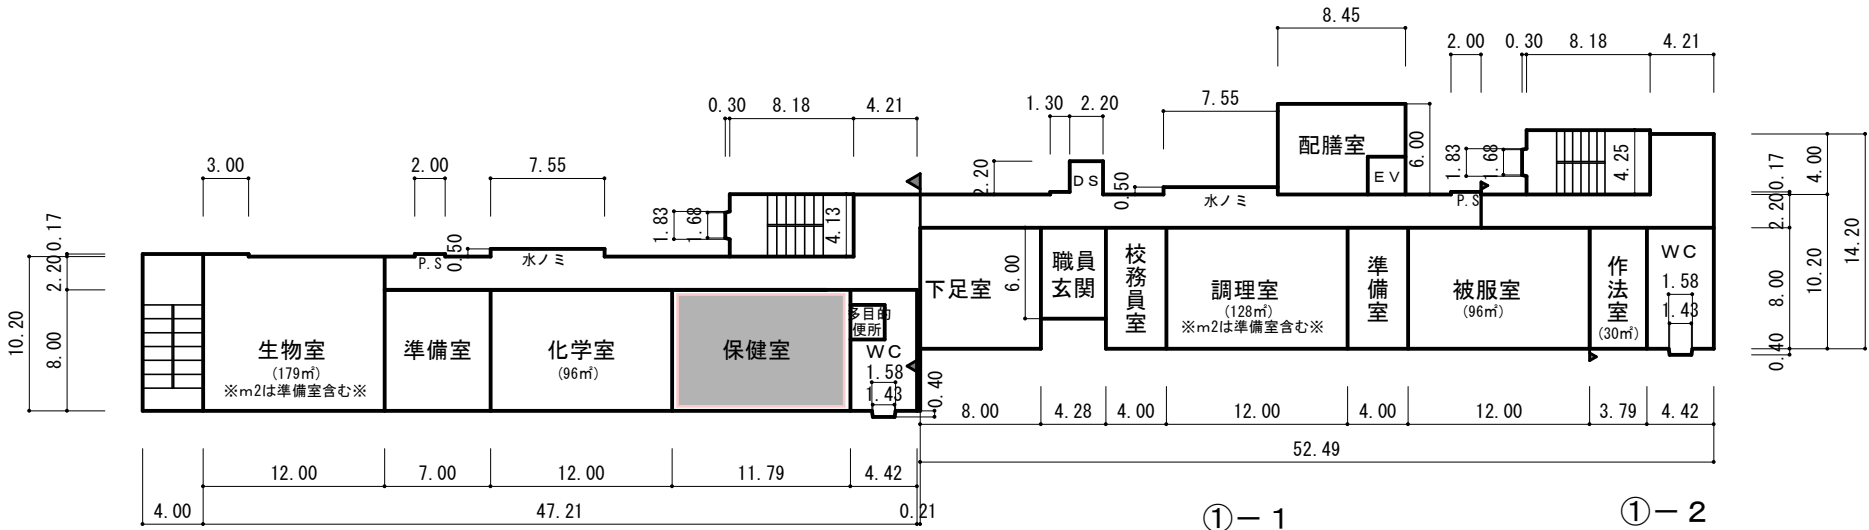 8.45
2.00
0.30
8.18
4.21
0.30
8.18
4.21
1.30
2.20
7.55
3.00
2.00
7.55
配膳室
6.00
EV
1.83
1.68
4.25
0.17
4.00
2.20
DS
0.50
水ノミ
P.S
2.20
14.20
10.20
8.00
0.40
1.83
1.68
4.13
0.17
2.20
10.20
8.00
P.S
0.50
水ノミ
下足室
6.00
職員
玄関
校務員室
調理室
(128㎡)
※m2は準備室含む※
準備室
被服室
(96㎡)
作法室
(30㎡)
WC
1.58
1.43
生物室
(179㎡)
※m2は準備室含む※
準備室
化学室
(96㎡)
保健室
多目的
便所
WC
1.58
1.43
0.40
8.00
4.28
4.00
12.00
4.00
12.00
3.79
4.42
52.49
12.00
7.00
12.00
11.79
4.42
4.00
47.21
0.21
①－1
①－2